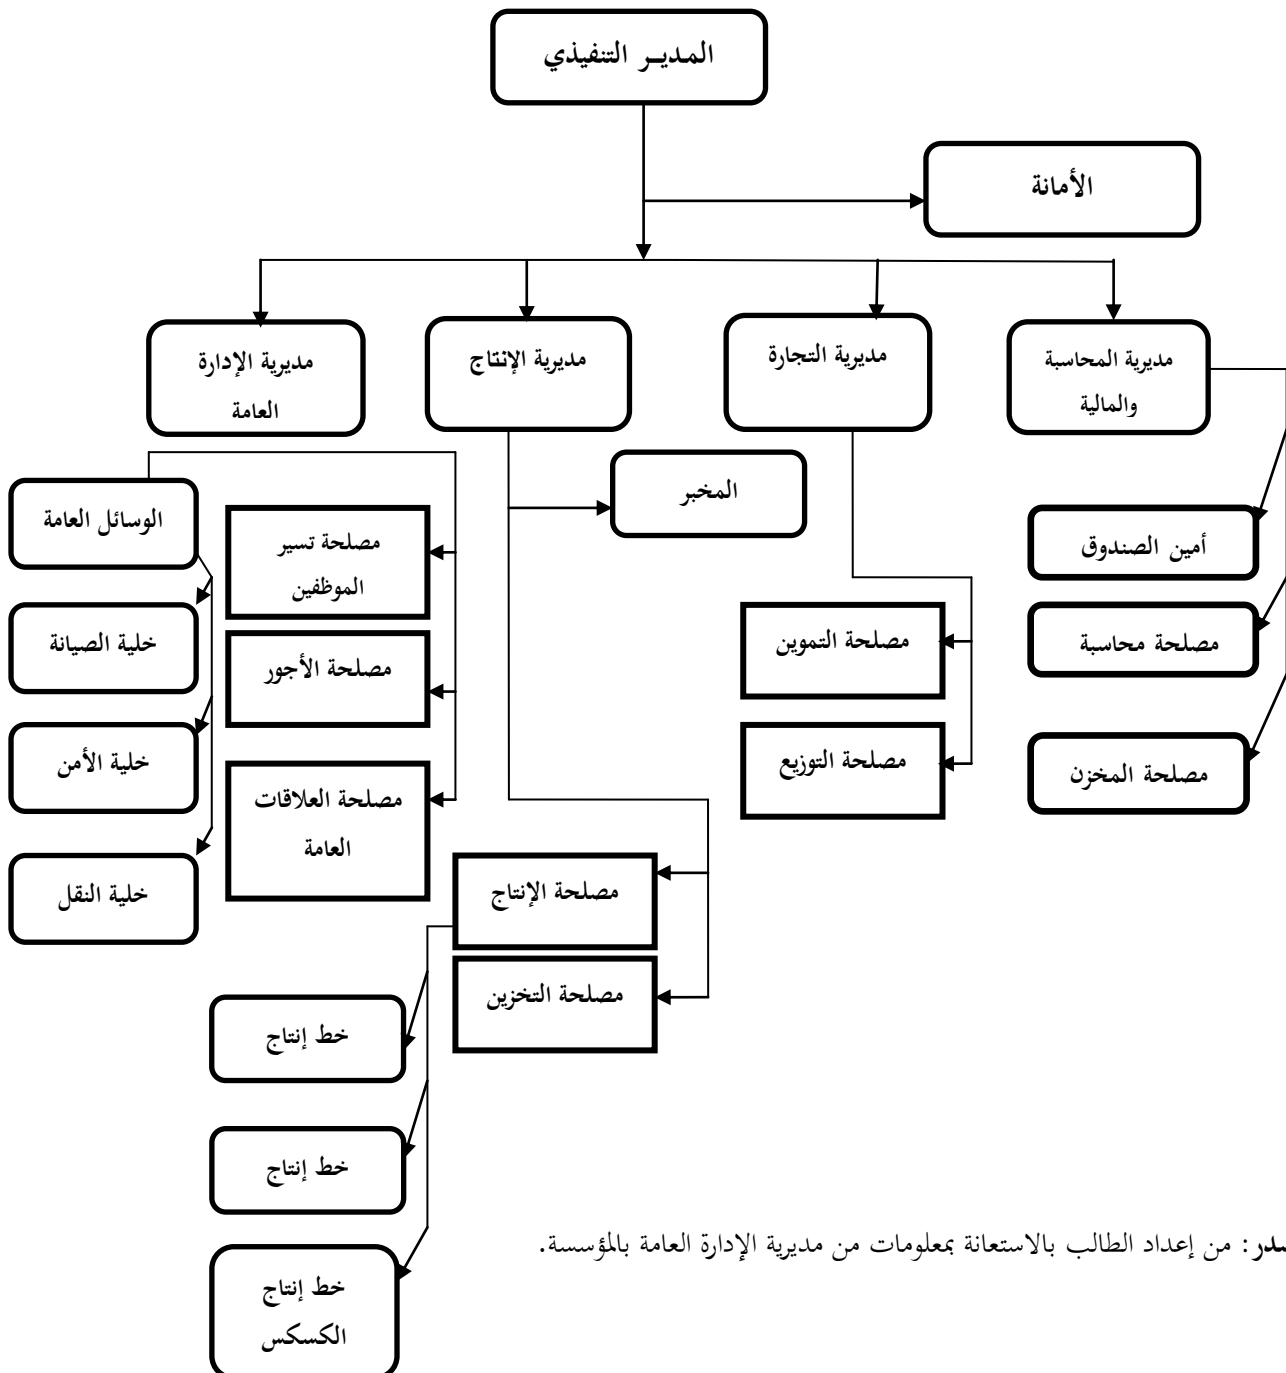 المديـر التنفيذي
الأمانة
مديرية المحاسبة
والمالية
مديرية التجارة
مديرية الإنتاج
مديرية الإدارة
العامة
المخبر
الوسائل العامة
مصلحة تسير
الموظفين
أمين الصندوق
خلية الصيانة
مصلحة الأجور
مصلحة التموين
مصلحة محاسبة
خلية الأمن
مصلحة العلاقات
العامة
مصلحة التوزيع
مصلحة المخزن
خلية النقل
مصلحة الإنتاج
مصلحة التخزين
خط إنتاج
خط إنتاج
خط إنتاج
الكسكس
صدر: من إعداد الطالب بالاستعانة بمعلومات من مديرية الإدارة العامة بالمؤسسة.